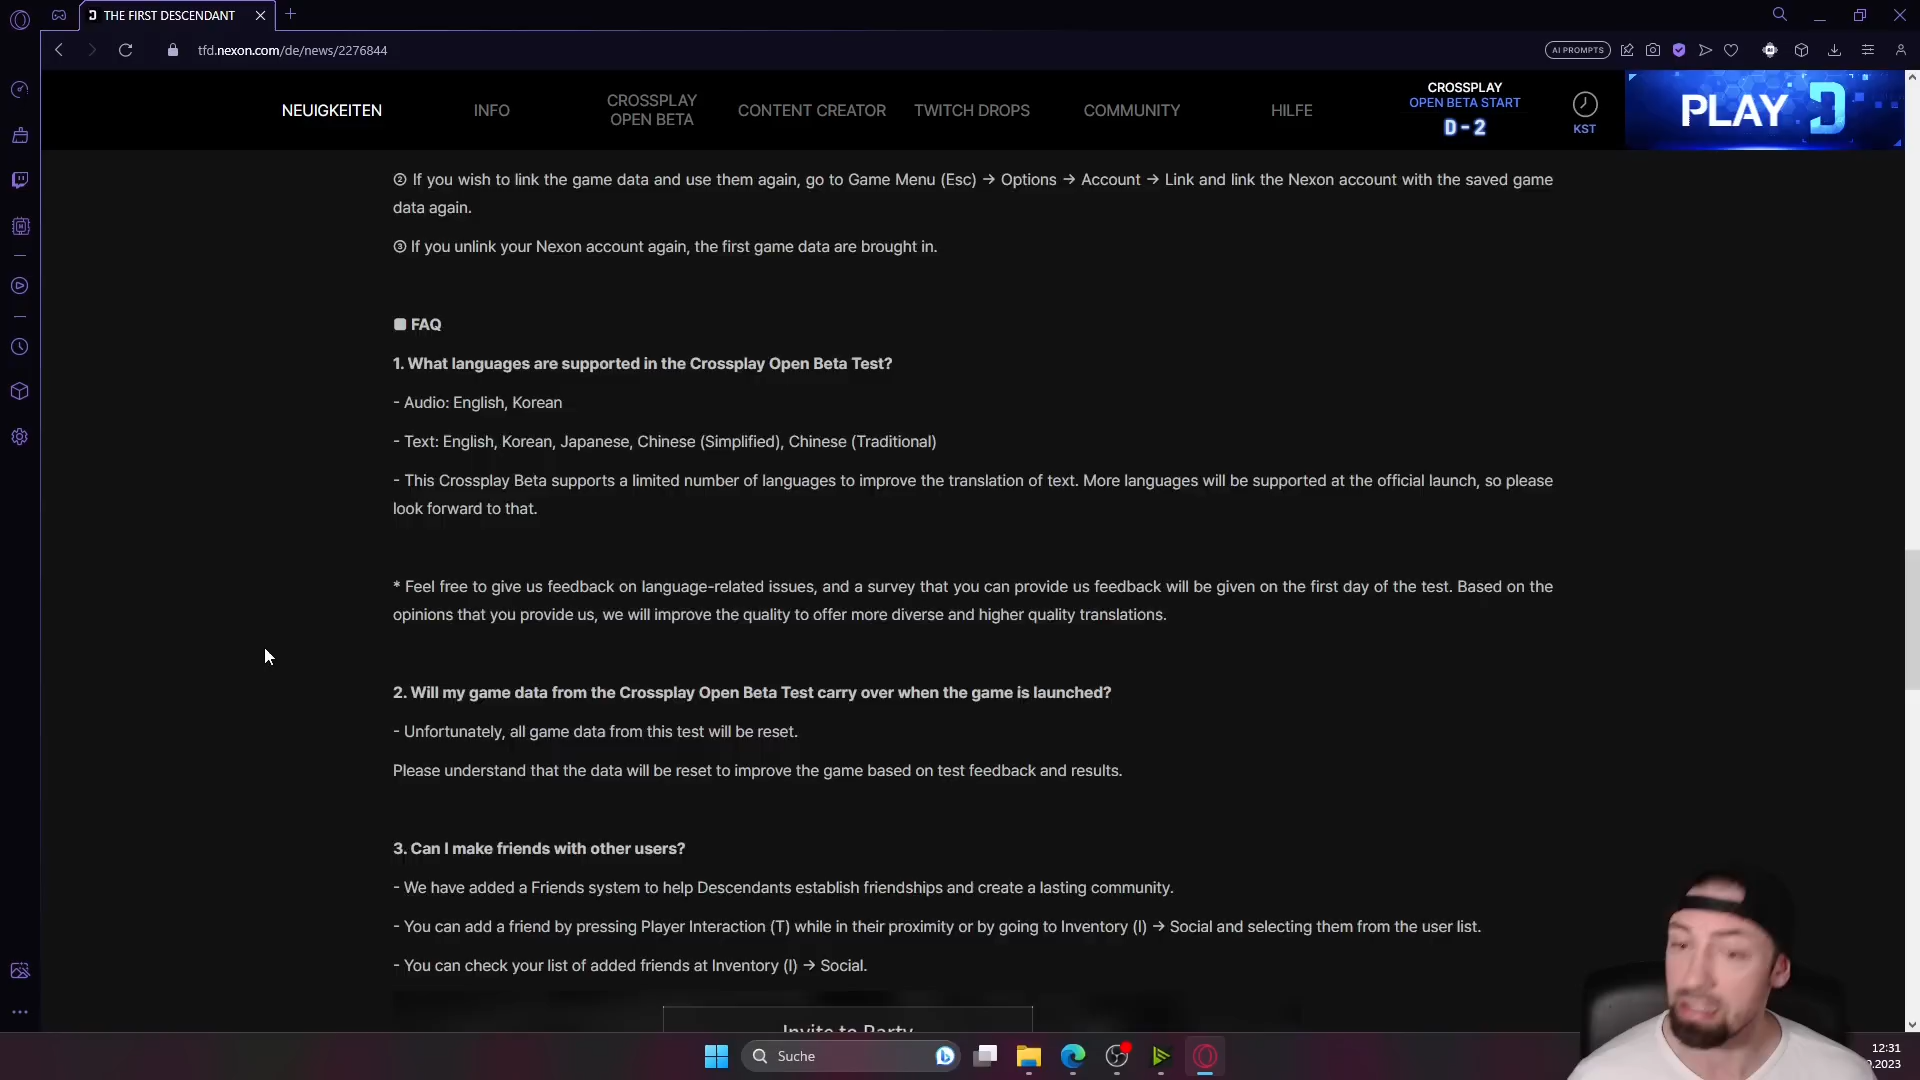 THE FIRST DESCENDANT
tfd.nexon.com/de/news/2276844
AI PROMPTS
NEUIGKEITEN
INFO
CROSSPLAY
OPEN BETA
CONTENT CREATOR
TWITCH DROPS
COMMUNITY
HILFE
CROSSPLAY
OPEN BETA START
D - 2
KST
PLAY
② If you wish to link the game data and use them again, go to Game Menu (Esc) → Options → Account → Link and link the Nexon account with the saved game
data again.
③ If you unlink your Nexon account again, the first game data are brought in.
FAQ
1. What languages are supported in the Crossplay Open Beta Test?
- Audio: English, Korean
- Text: English, Korean, Japanese, Chinese (Simplified), Chinese (Traditional)
- This Crossplay Beta supports a limited number of languages to improve the translation of text. More languages will be supported at the official launch, so please
look forward to that.
* Feel free to give us feedback on language-related issues, and a survey that you can provide us feedback will be given on the first day of the test. Based on the
opinions that you provide us, we will improve the quality to offer more diverse and higher quality translations.
2. Will my game data from the Crossplay Open Beta Test carry over when the game is launched?
- Unfortunately, all game data from this test will be reset.
Please understand that the data will be reset to improve the game based on test feedback and results.
3. Can I make friends with other users?
- We have added a Friends system to help Descendants establish friendships and create a lasting community.
- You can add a friend by pressing Player Interaction (T) while in their proximity or by going to Inventory (I) → Social and selecting them from the user list.
- You can check your list of added friends at Inventory (I) → Social.
Invite to Party
Suche
12:31
.2023